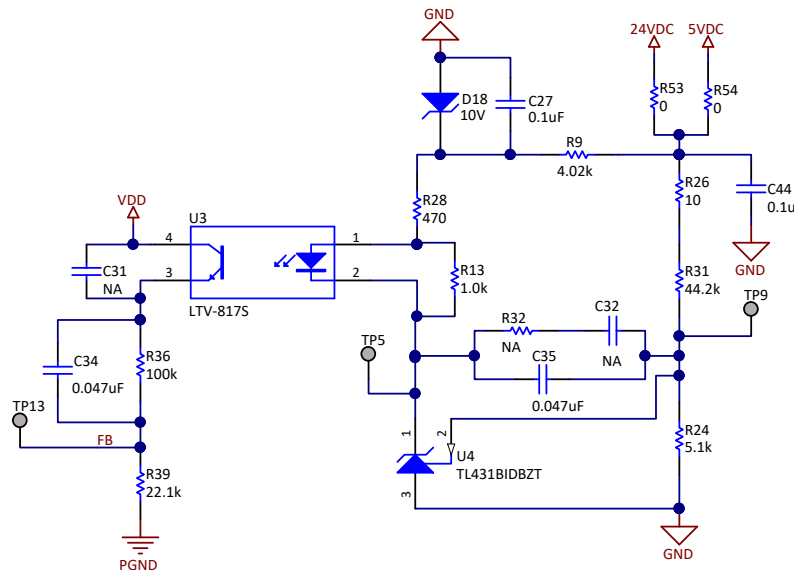 GND
24VDC
5VDC
R53
0
R54
0
D18
10V
C27
0.1uF
R9
4.02k
R26
10
C44
0.1u
GND
VDD
U3
4
3
1
2
LTV-817S
R28
470
R13
1.0k
R31
44.2k
TP9
C31
NA
C34
0.047uF
R36
100k
TP5
R32
NA
C32
NA
C35
0.047uF
TP13
FB
R39
22.1k
PGND
1
2
3
U4
TL431BIDBZT
R24
5.1k
GND